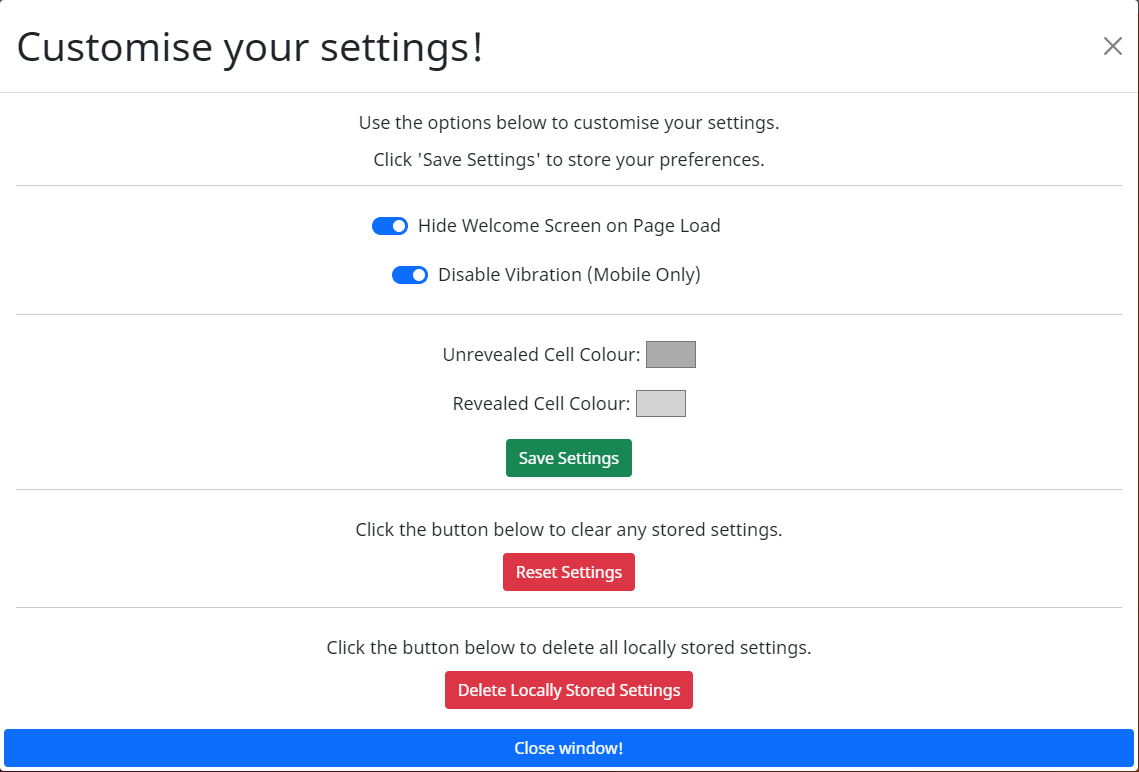 Customise your settings!
Use the options below to customise your settings.
Click 'Save Settings' to store your preferences.
Hide Welcome Screen on Page Load
Disable Vibration (Mobile Only)
Unrevealed Cell Colour:
Revealed Cell Colour:
Save Settings
Click the button below to clear any stored settings.
Reset Settings
Click the button below to delete all locally stored settings.
Delete Locally Stored Settings
Close window!